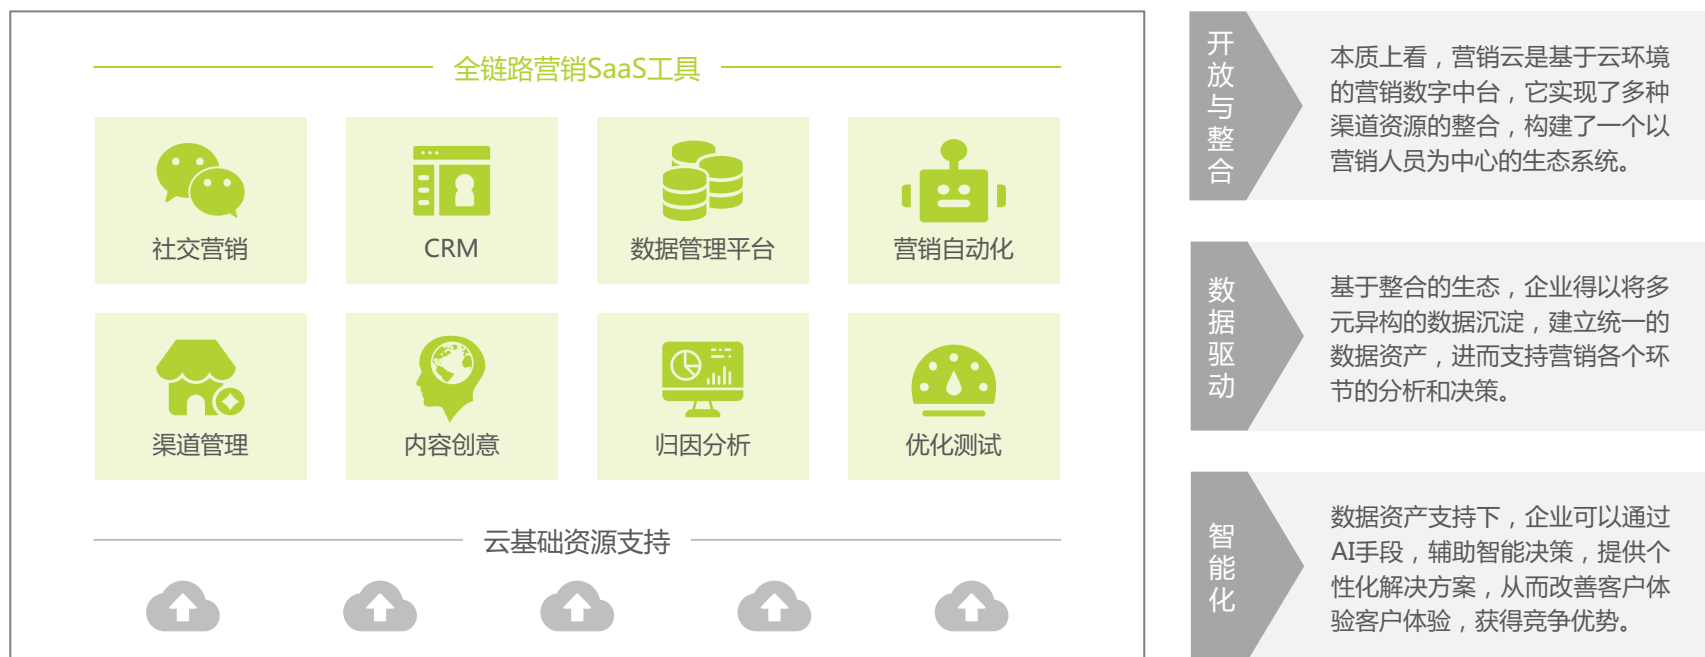 全链路营销SaaS工具
社交营销
CRM
数据管理平台
营销自动化
渠道管理
内容创意
归因分析
优化测试
云基础资源支持
开放与整合
本质上看，营销云是基于云环境
的营销数字中台，它实现了多种
渠道资源的整合，构建了一个以
营销人员为中心的生态系统。
数据驱动
基于整合的生态，企业得以将多
元异构的数据沉淀，建立统一的
数据资产，进而支持营销各个环
节的分析和决策。
智能化
数据资产支持下，企业可以通过
AI手段，辅助智能决策，提供个
性化解决方案，从而改善客户体
验客户体验，获得竞争优势。